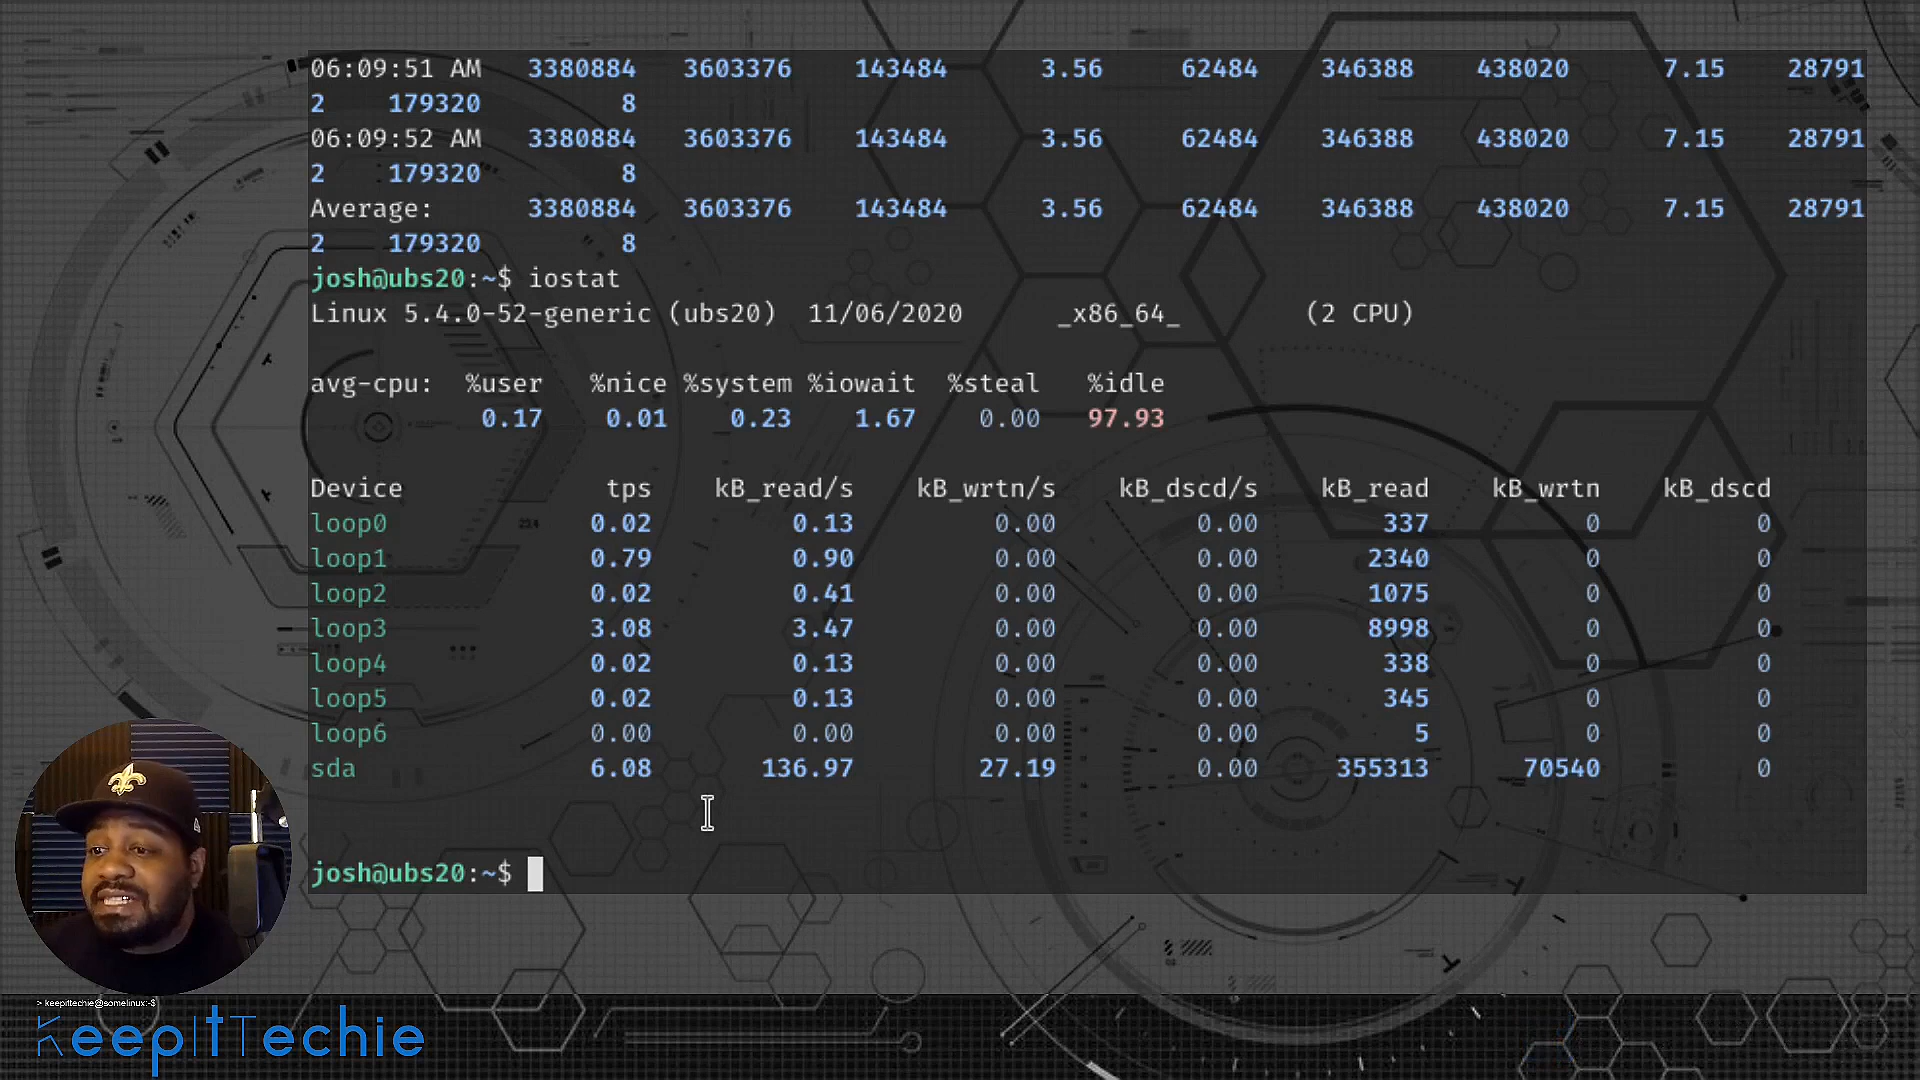 06:09:51 AM 3380884 3603376 143484 3.56 62484 346388 438020 7.15 28791
2 179320 8
06:09:52 AM 3380884 3603376 143484 3.56 62484 346388 438020 7.15 28791
2 179320 8
Average: 3380884 3603376 143484 3.56 62484 346388 438020 7.15 28791
2 179320 8
josh@ubs20:~$ iostat
Linux 5.4.0-52-generic (ubs20) 11/06/2020 _x86_64_ (2 CPU)
avg-cpu: %user %nice %system %iowait %steal %idle
0.17 0.01 0.23 1.67 0.00 97.93
Device tps kB_read/s kB_wrtn/s kB_dscd/s kB_read kB_wrtn kB_dscd
loop0 0.02 0.13 0.00 0.00 337 0 0
loop1 0.79 0.90 0.00 0.00 2340 0 0
loop2 0.02 0.41 0.00 0.00 1075 0 0
loop3 3.08 3.47 0.00 0.00 8998 0 0
loop4 0.02 0.13 0.00 0.00 338 0 0
loop5 0.02 0.13 0.00 0.00 345 0 0
loop6 0.00 0.00 0.00 0.00 5 0 0
sda 6.08 136.97 27.19 0.00 355313 70540 0
josh@ubs20:~$
> keepittechie@somelinux:~$
KeepItTechie